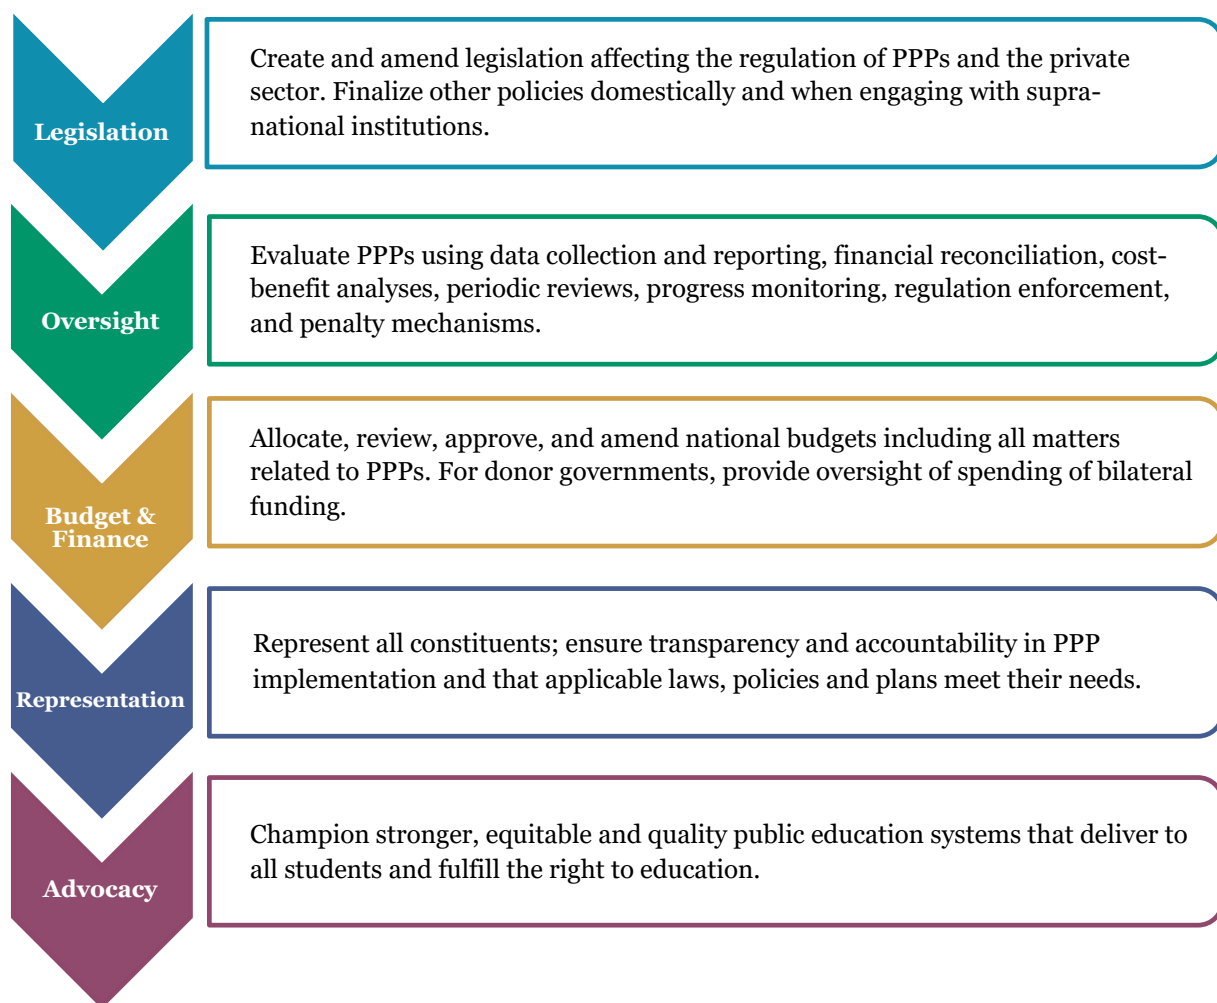 Legislation
Create and amend legislation affecting the regulation of PPPs and the private
sector. Finalize other policies domestically and when engaging with supra-
national institutions.
Oversight
Evaluate PPPs using data collection and reporting, financial reconciliation, cost-
benefit analyses, periodic reviews, progress monitoring, regulation enforcement,
and penalty mechanisms.
Budget &
Finance
Allocate, review, approve, and amend national budgets including all matters
related to PPPs. For donor governments, provide oversight of spending of bilateral
funding.
Representation
Represent all constituents; ensure transparency and accountability in PPP
implementation and that applicable laws, policies and plans meet their needs.
Advocacy
Champion stronger, equitable and quality public education systems that deliver to
all students and fulfill the right to education.